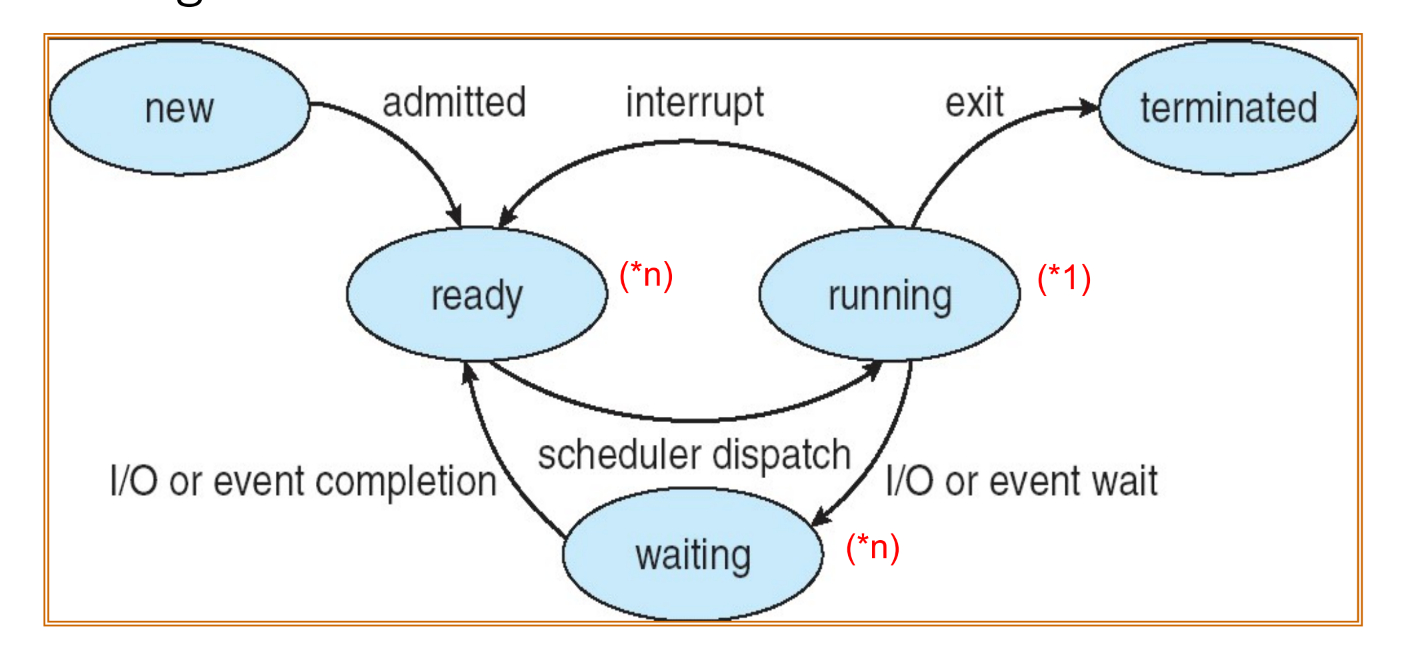 new
admitted
interrupt
exit
terminated
ready
(*n)
running
(*1)
scheduler dispatch
I/O or event completion
I/O or event wait
waiting
(*n)